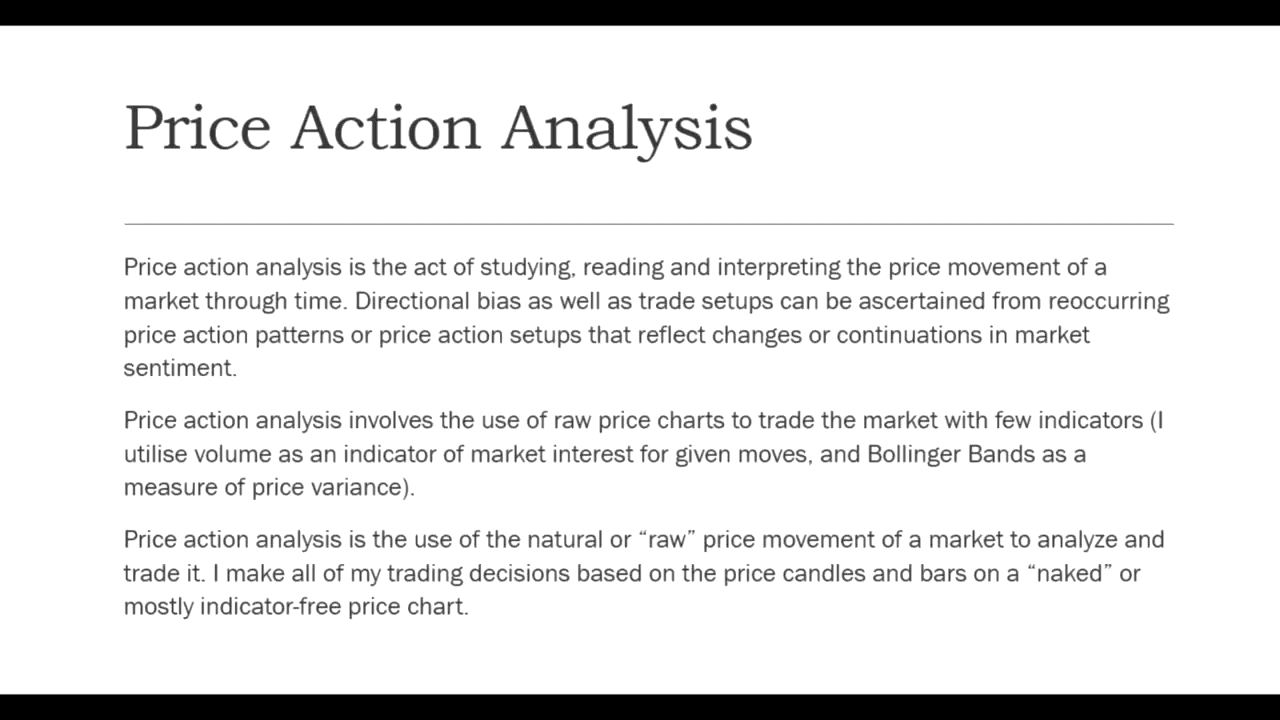 Price Action Analysis
Price action analysis is the act of studying, reading and interpreting the price movement of a
market through time. Directional bias as well as trade setups can be ascertained from reoccurring
price action patterns or price action setups that reflect changes or continuations in market
sentiment.
Price action analysis involves the use of raw price charts to trade the market with few indicators (I
utilise volume as an indicator of market interest for given moves, and Bollinger Bands as a
measure of price variance).
Price action analysis is the use of the natural or “raw” price movement of a market to analyze and
trade it. I make all of my trading decisions based on the price candles and bars on a “naked” or
mostly indicator-free price chart.